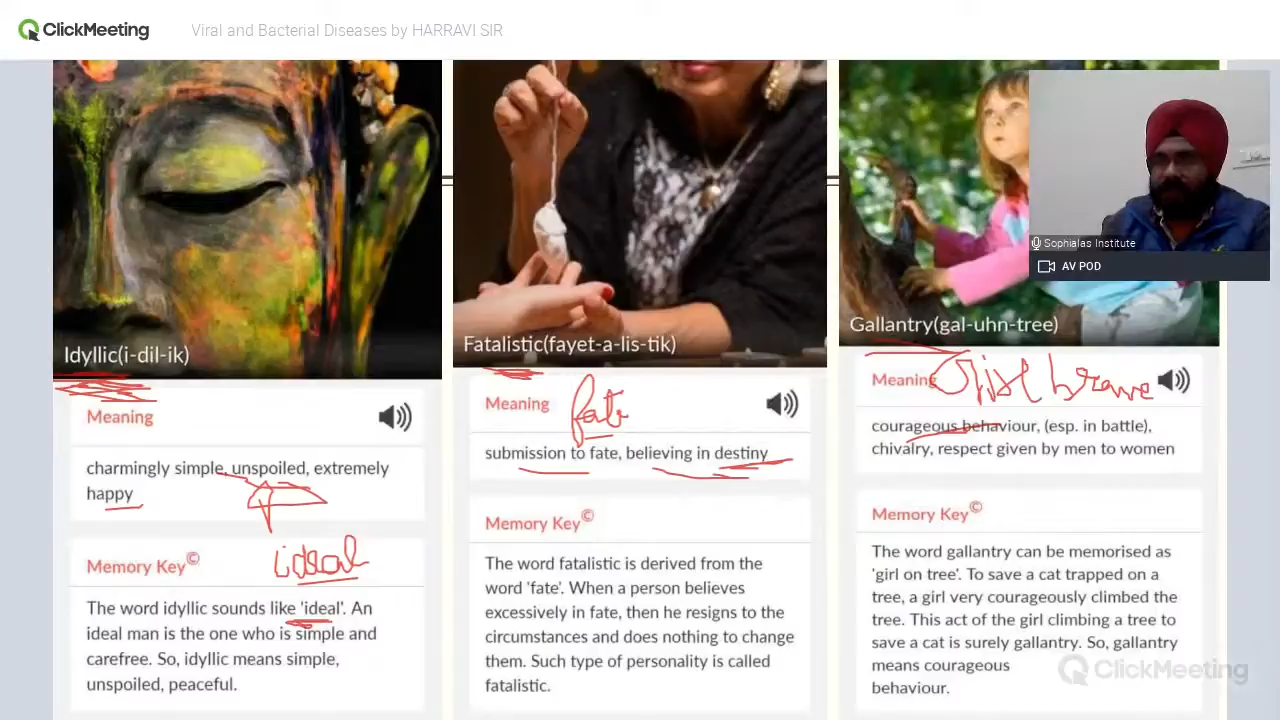 ClickMeeting
Viral and Bacterial Diseases by HARRAVI SIR
Sophialas Institute
AV POD
Idyllic(i-dil-ik)
Meaning
charmingly simple, unspoiled, extremely
happy
ideal
Memory Key©
The word idyllic sounds like 'ideal'. An
ideal man is the one who is simple and
carefree. So, idyllic means simple,
unspoiled, peaceful.
Fatalistic(fayet-a-lis-tik)
Meaning
fate
submission to fate, believing in destiny
Memory Key©
The word fatalistic is derived from the
word 'fate'. When a person believes
excessively in fate, then he resigns to the
circumstances and does nothing to change
them. Such type of personality is called
fatalistic.
Gallantry(gal-uhn-tree)
Meaning
brave
courageous behaviour, (esp. in battle),
chivalry, respect given by men to women
Memory Key©
The word gallantry can be memorised as
'girl on tree'. To save a cat trapped on a
tree, a girl very courageously climbed the
tree. This act of the girl climbing a tree to
save a cat is surely gallantry. So, gallantry
means courageous
behaviour.
ClickMeeting